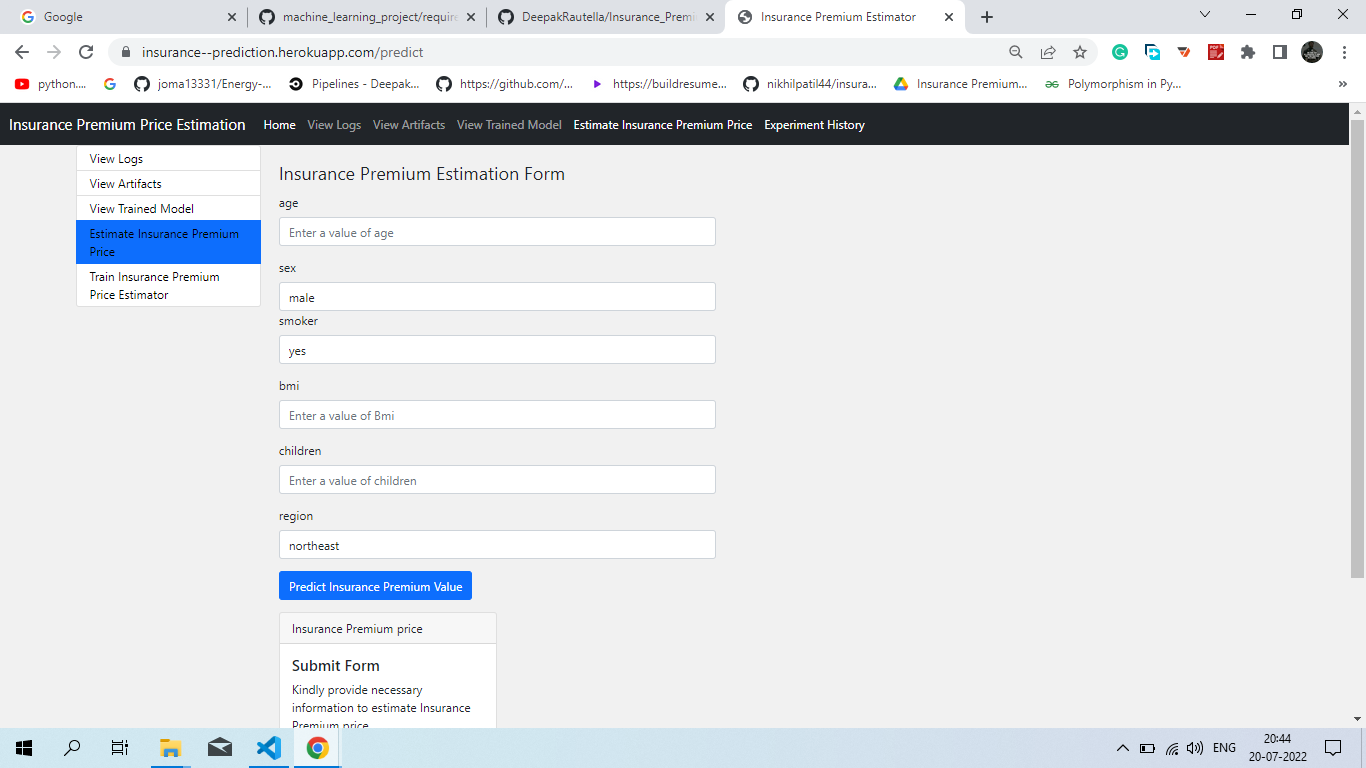 Google
machine_learning_project/require
DeepakRautella/Insurance_Premi
Insurance Premium Estimator
insurance--prediction.herokuapp.com/predict
python....
joma13331/Energy-...
Pipelines - Deepak...
https://github.com/...
https://buildresume...
nikhilpatil44/insura...
Insurance Premium...
Polymorphism in Py...
Insurance Premium Price Estimation
Home
View Logs
View Artifacts
View Trained Model
Estimate Insurance Premium Price
Experiment History
View Logs
View Artifacts
View Trained Model
Estimate Insurance Premium
Price
Train Insurance Premium
Price Estimator
Insurance Premium Estimation Form
age
Enter a value of age
sex
male
smoker
yes
bmi
Enter a value of Bmi
children
Enter a value of children
region
northeast
Predict Insurance Premium Value
Insurance Premium price
Submit Form
Kindly provide necessary
information to estimate Insurance
Premium price
ENG
20:44
20-07-2022